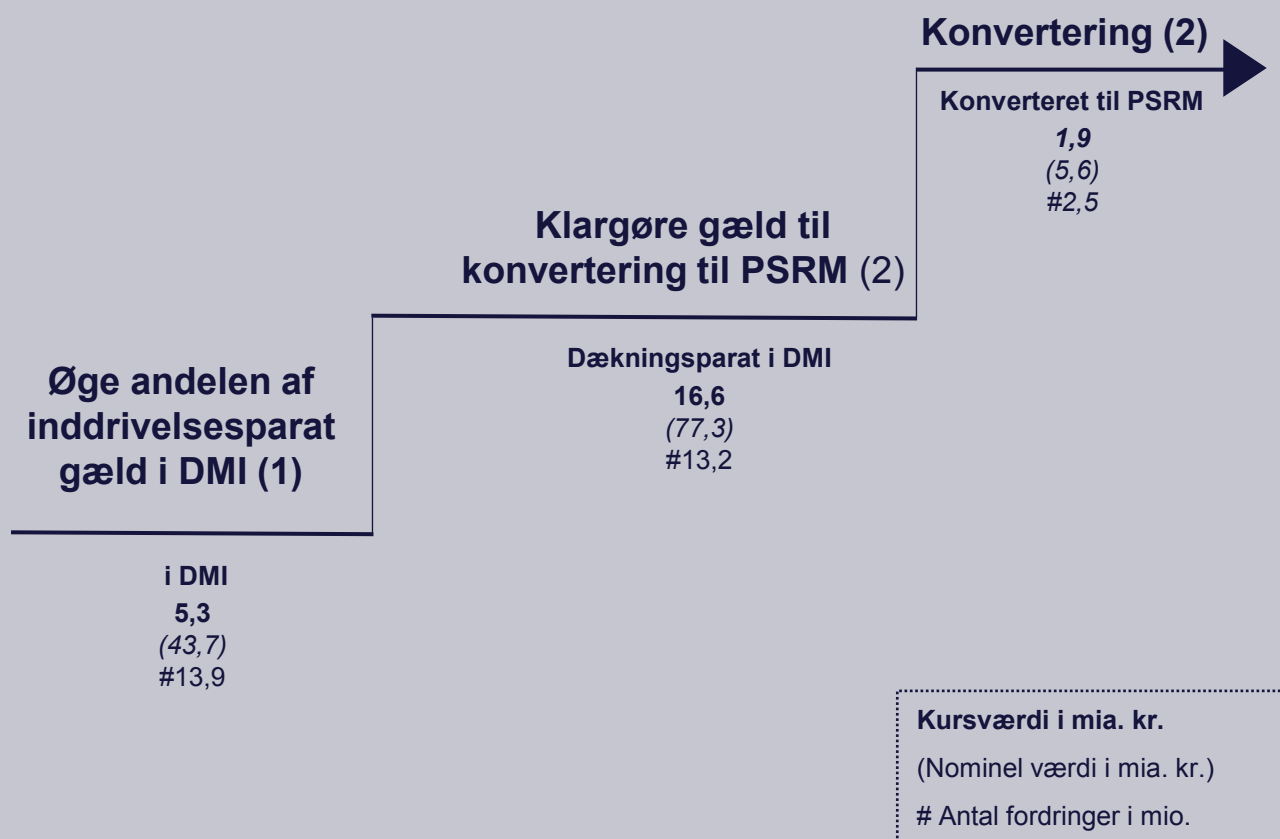 Konvertering (2)
Konverteret til PSRM
1,9
(5,6)
#2,5
Klargøre gæld til
konvertering til PSRM (2)
Dækningsparat i DMI
16,6
(77,3)
#13,2
Øge andelen af
inddrivelsesparat
gæld i DMI (1)
i DMI
5,3
(43,7)
#13,9
Kursværdi i mia. kr.
(Nominel værdi i mia. kr.)
# Antal fordringer i mio.